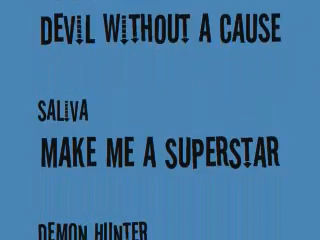 DEVIL WITHOUT A CAUSE
SALIVA
MAKE ME A SUPERSTAR
DEMON HUNTER